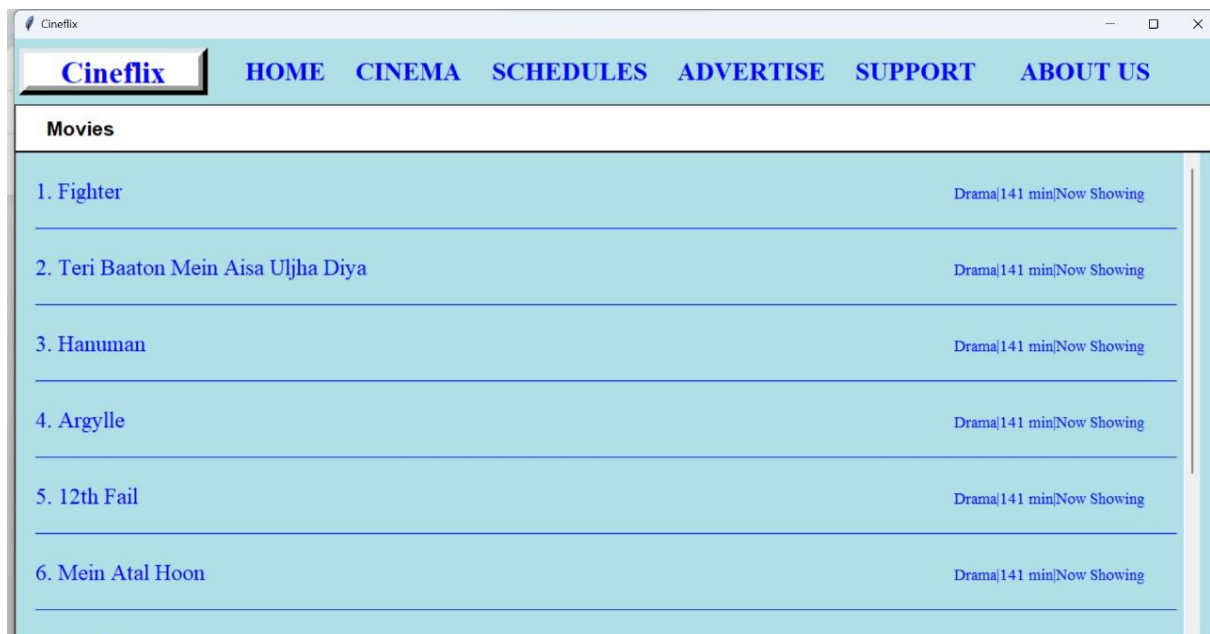 Cineflix
Cineflix HOME CINEMA SCHEDULES ADVERTISE SUPPORT ABOUT US
Movies
1. Fighter Drama|141 min|Now Showing
2. Teri Baaton Mein Aisa Uljha Diya Drama|141 min|Now Showing
3. Hanuman Drama|141 min|Now Showing
4. Argylle Drama|141 min|Now Showing
5. 12th Fail Drama|141 min|Now Showing
6. Mein Atal Hoon Drama|141 min|Now Showing